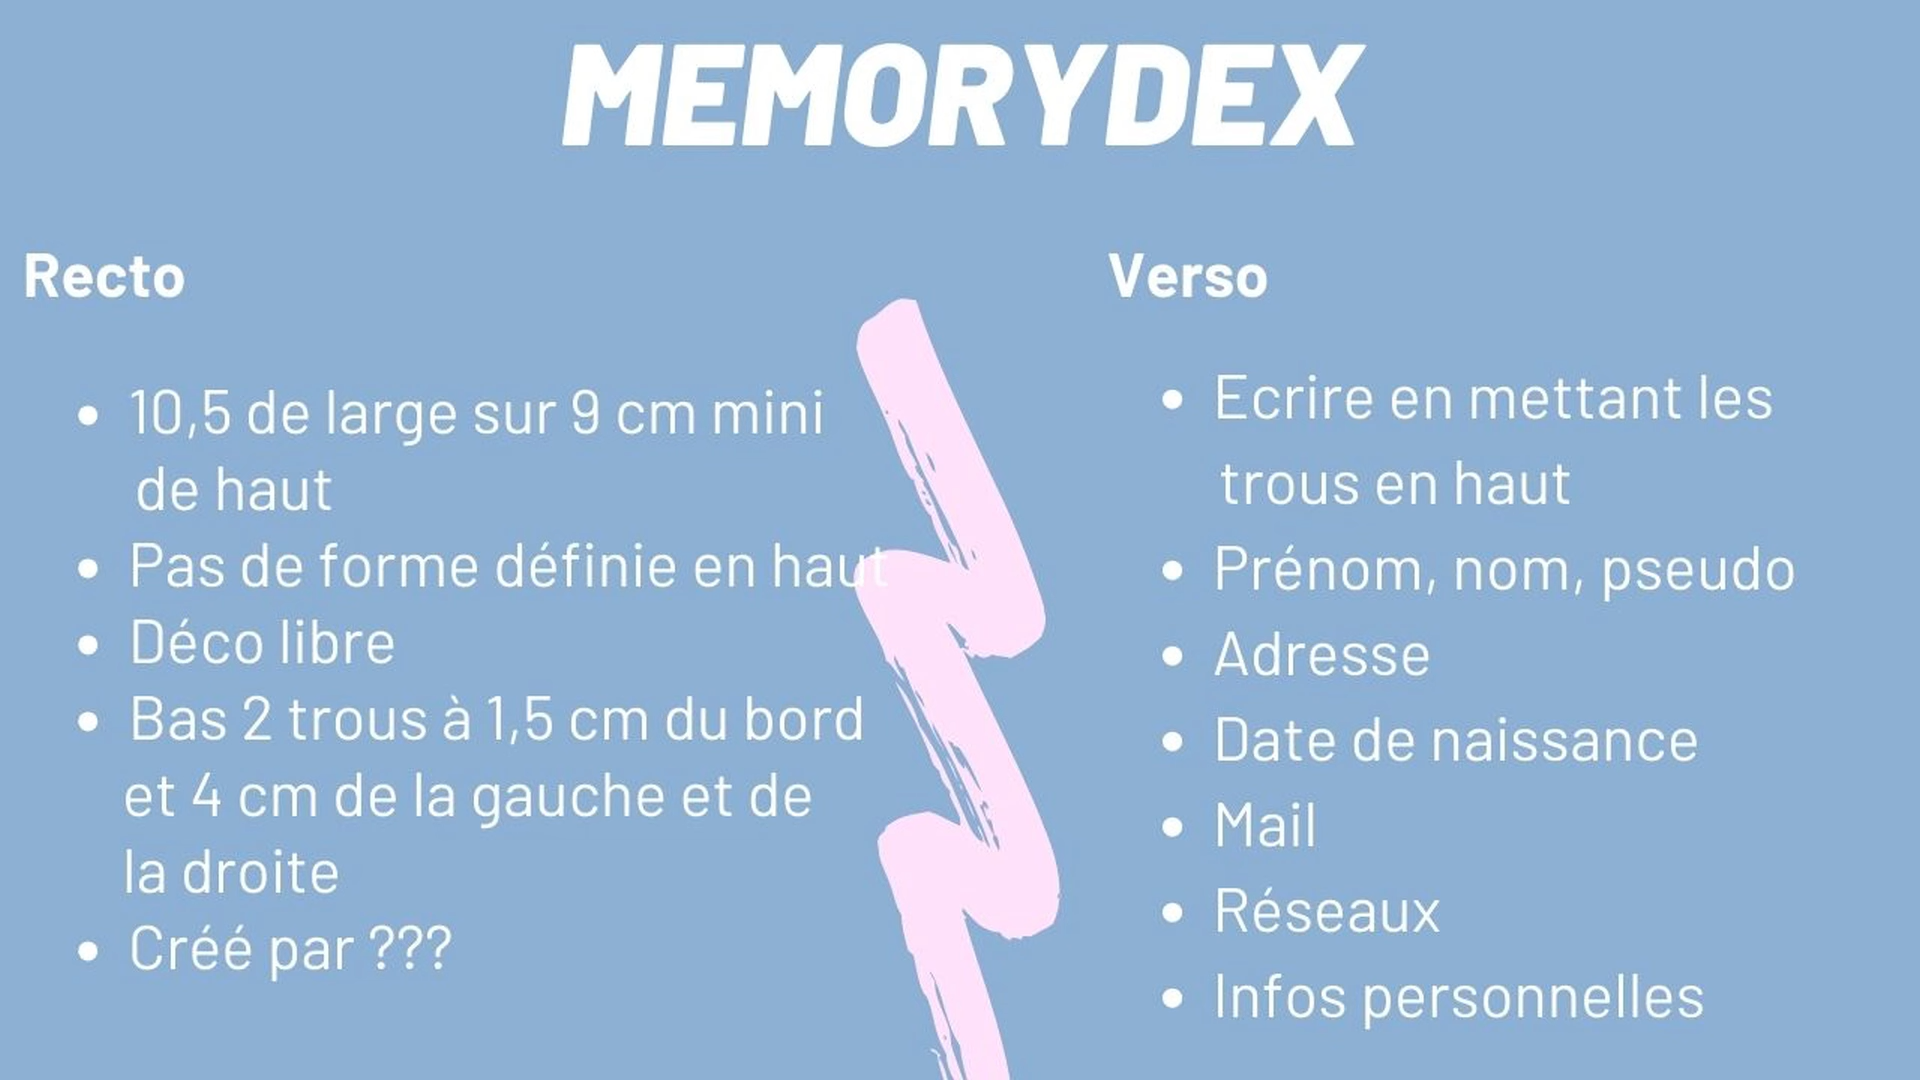 MEMORYDEX
Recto
10,5 de large sur 9 cm mini
de haut
Pas de forme définie en haut
Déco libre
Bas 2 trous à 1,5 cm du bord
et 4 cm de la gauche et de
la droite
Créé par ???
Verso
Ecrire en mettant les
trous en haut
Prénom, nom, pseudo
Adresse
Date de naissance
Mail
Réseaux
Infos personnelles